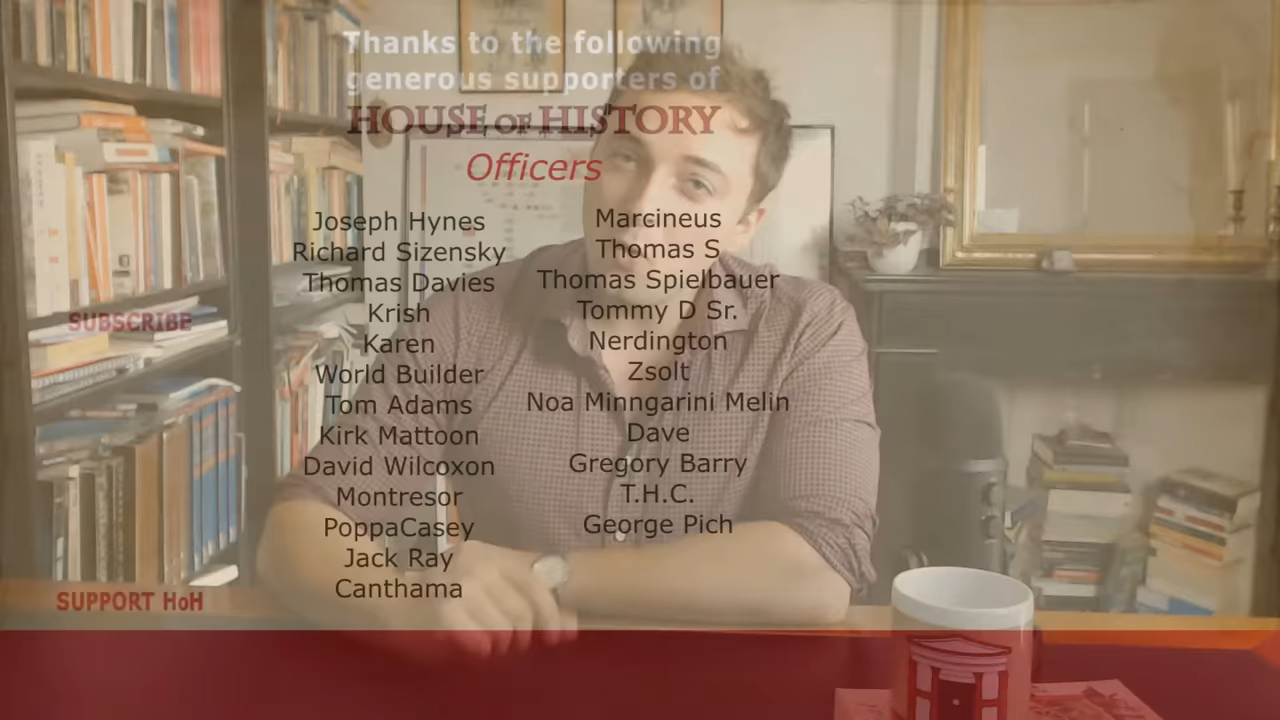 Thanks to the following
generous supporters of
HOUSE OF HISTORY
Officers
Joseph Hynes
Richard Sizensky
Thomas Davies
Krish
Karen
World Builder
Tom Adams
Kirk Mattoon
David Wilcoxon
Montresor
PoppaCasey
Jack Ray
Canthama
Marcineus
Thomas S
Thomas Spielbauer
Tommy D Sr.
Nerdington
Zsolt
Noa Minngarini Melin
Dave
Gregory Barry
T.H.C.
George Pich
SUBSCRIBE
SUPPORT HoH